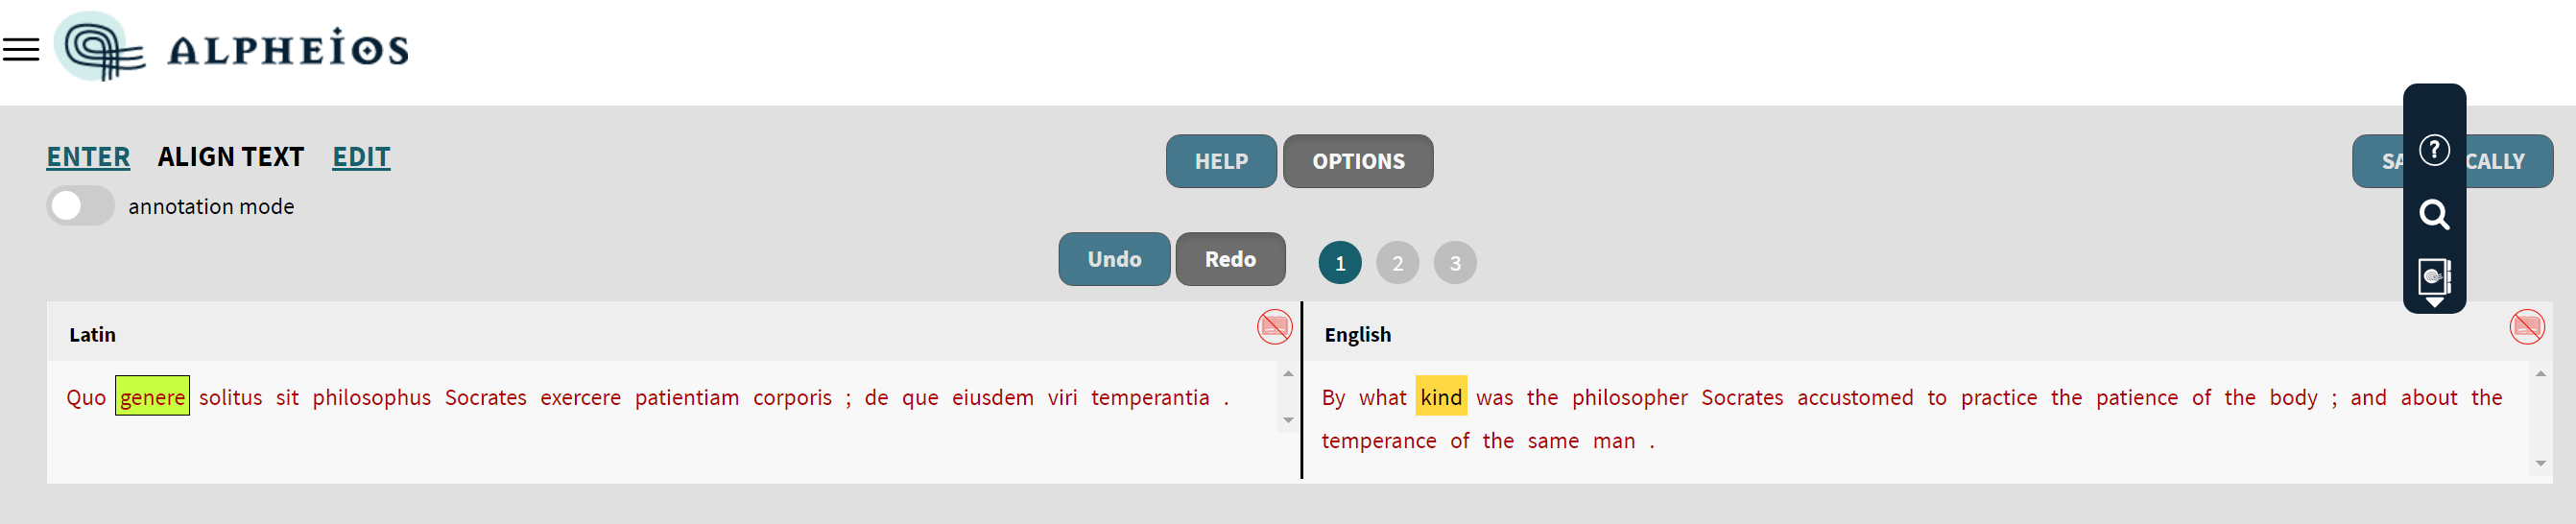 ALPHEIOS
ENTER ALIGN TEXT EDIT
HELP OPTIONS
annotation mode
Undo Redo 1 2 3
Latin
Quo genere solitus sit philosophus Socrates exercere patientiam corporis ; de que eiusdem viri temperantia .
English
By what kind was the philosopher Socrates accustomed to practice the patience of the body ; and about the
temperance of the same man .